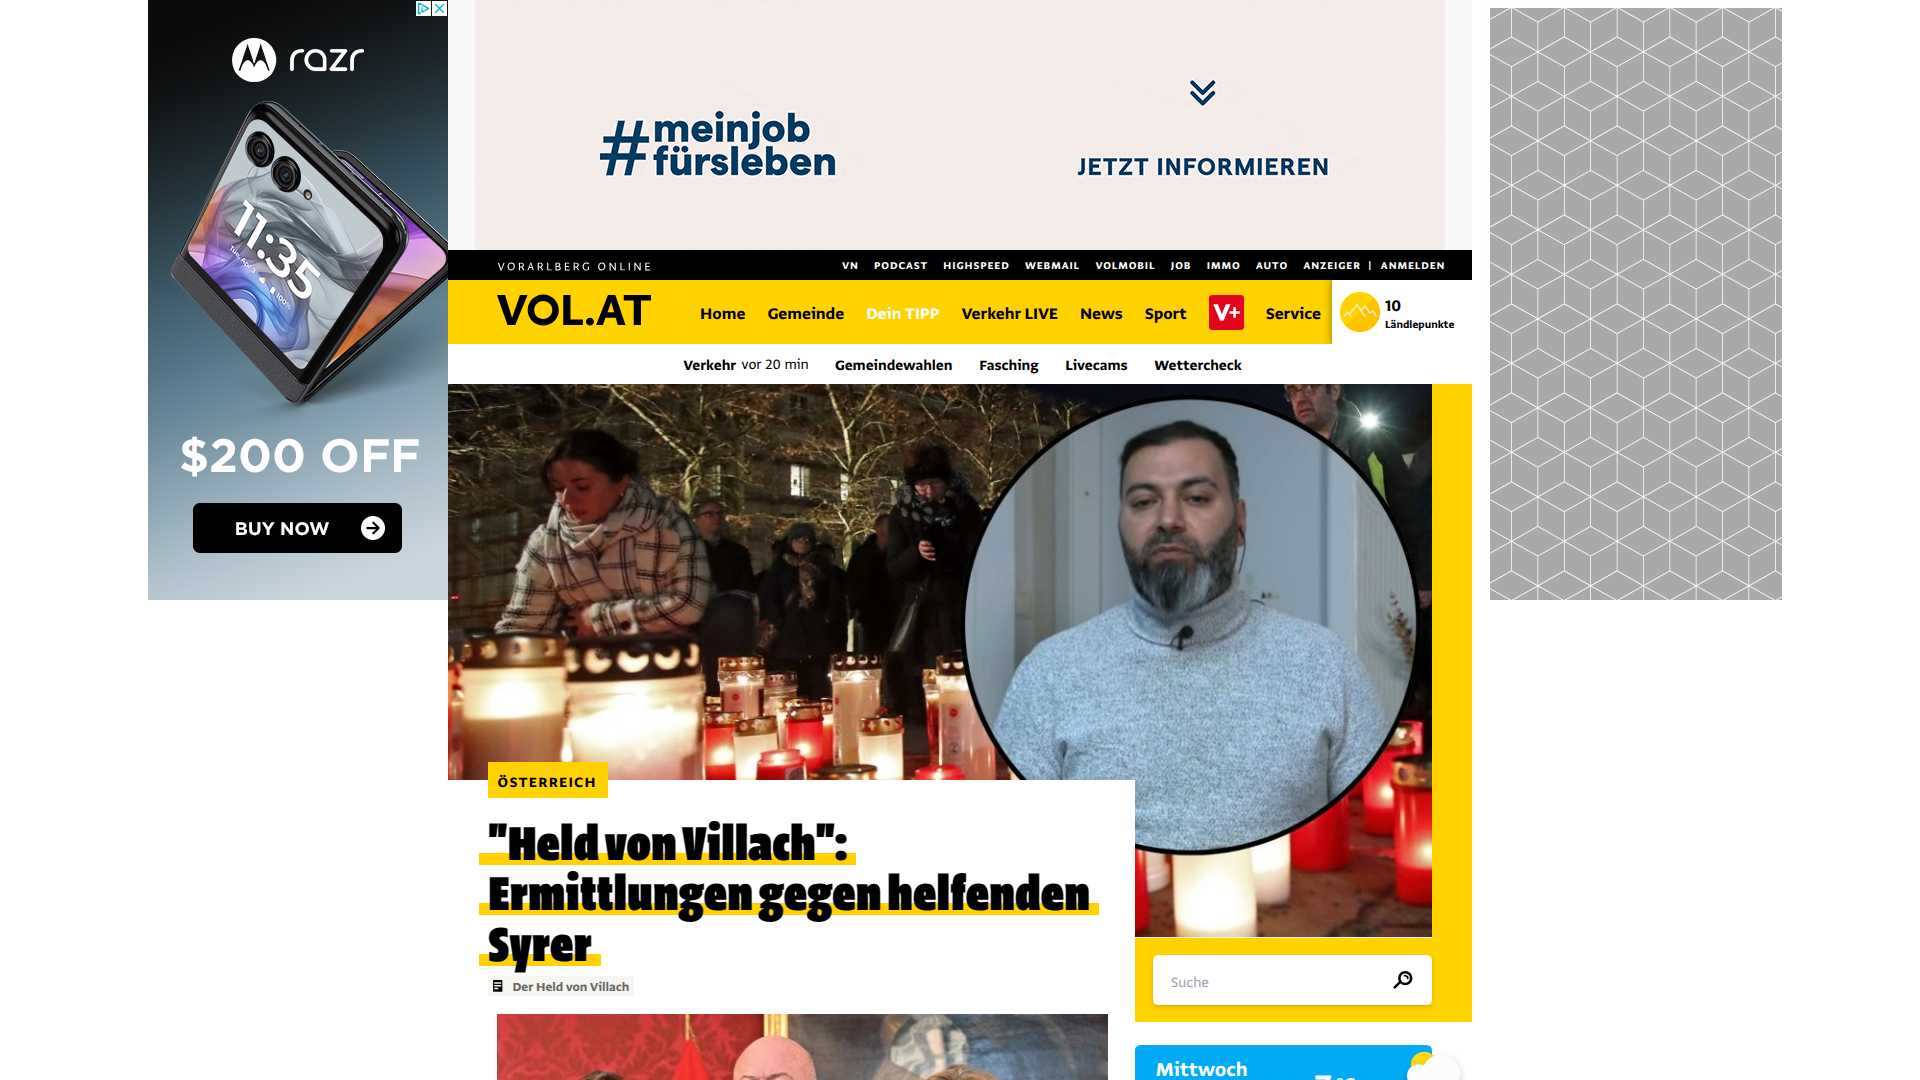 razr
11:35
$200 OFF
BUY NOW
#meinjob
fürsleben
JETZT INFORMIEREN
VORARLBERG ONLINE
VN PODCAST HIGHSPEED WEBMAIL VOLMOBIL JOB IMMO AUTO ANZEIGER | ANMELDEN
VOL.AT
Home Gemeinde Dein TIPP Verkehr LIVE News Sport V+ Service
10
Ländlepunkte
Verkehr vor 20 min Gemeindewahlen Fasching Livecams Wettercheck
ÖSTERREICH
"Held von Villach":
Ermittlungen gegen helfenden
Syrer
Der Held von Villach
Suche
Mittwoch